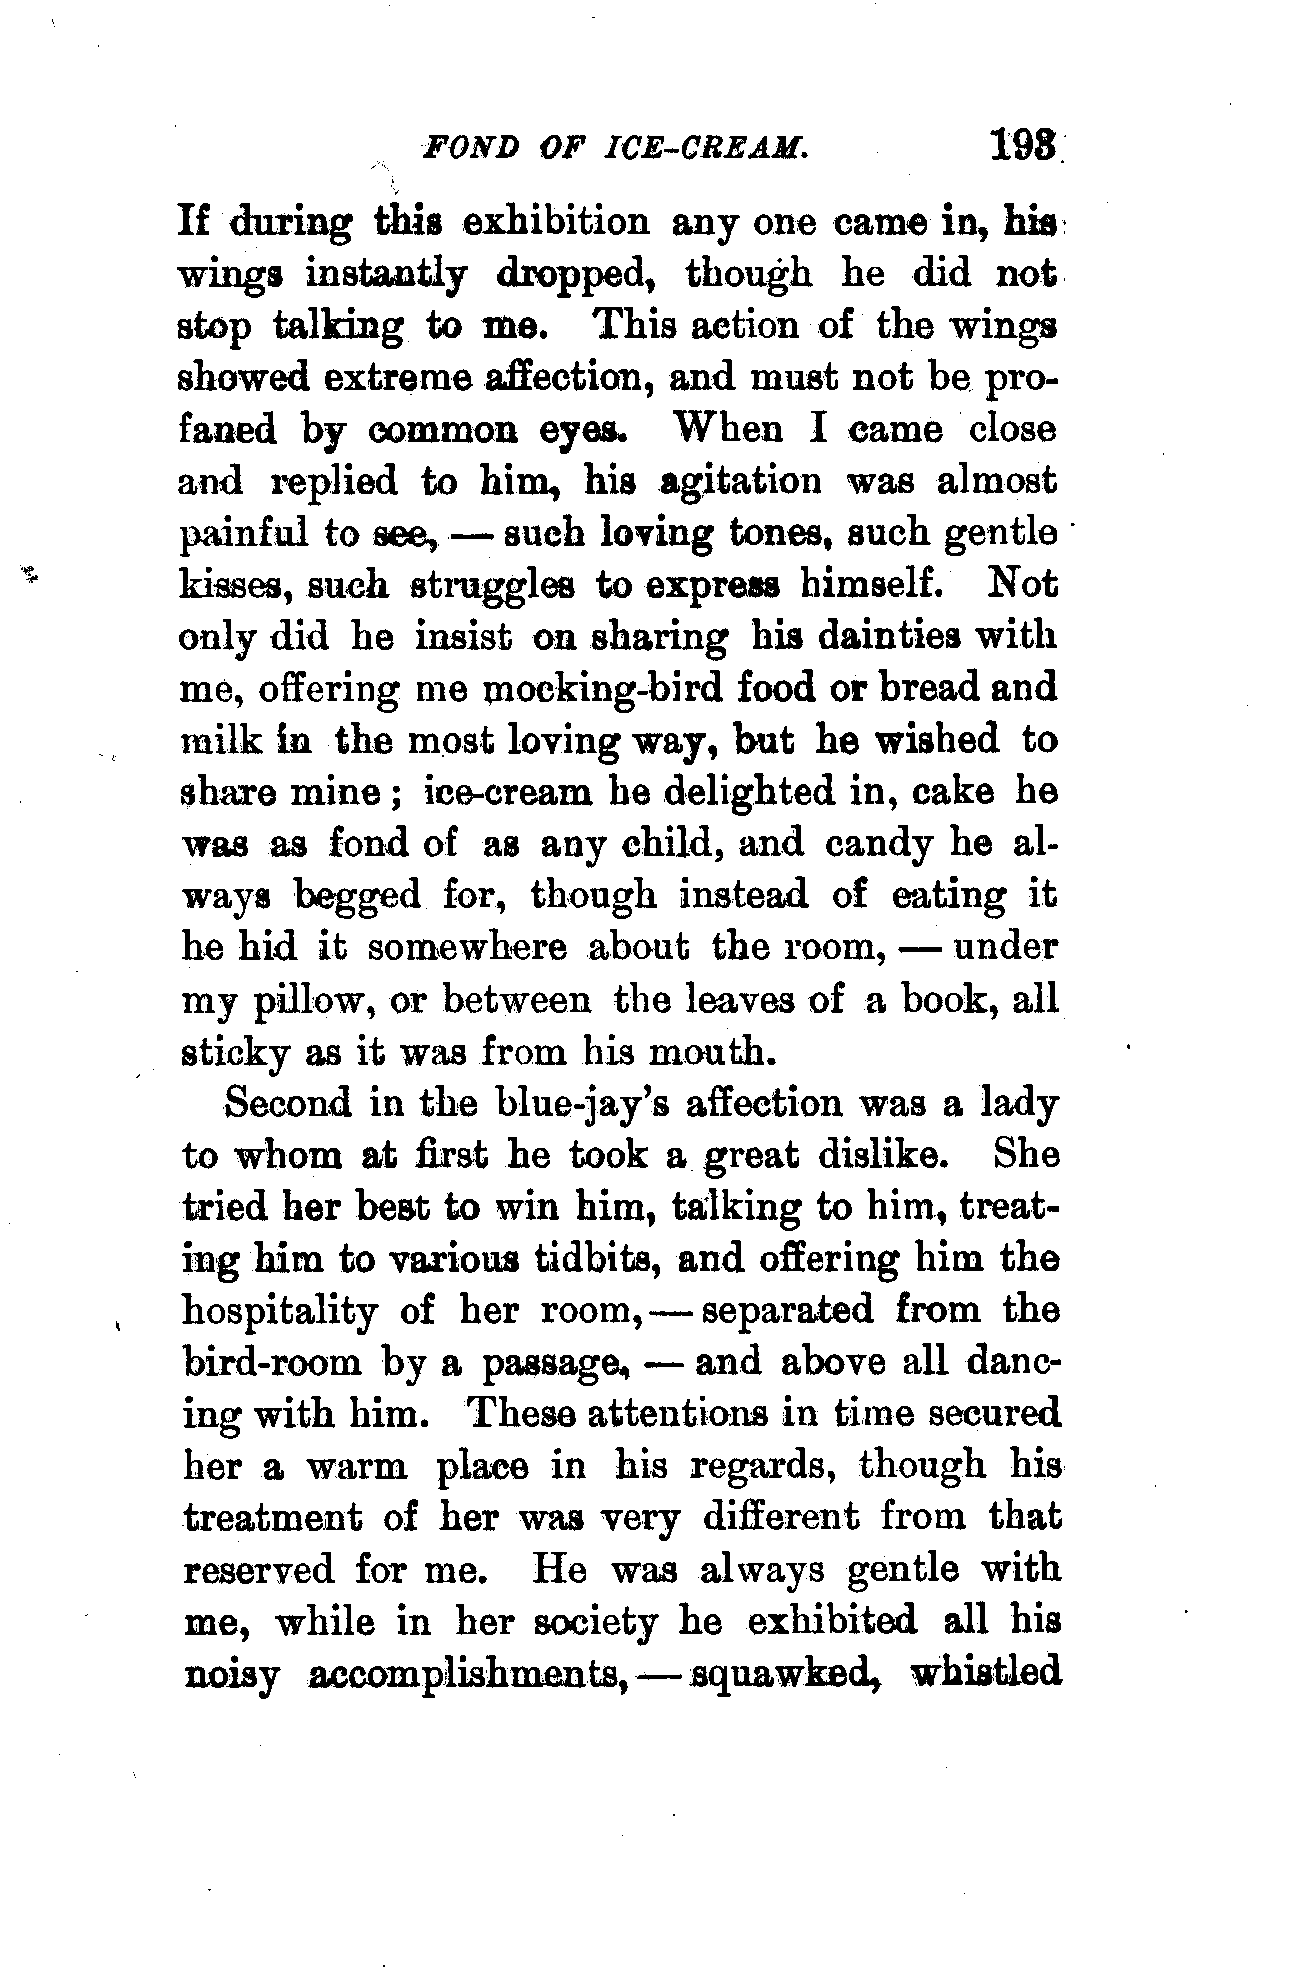 FOND OF ICE-CREAM. 193
If during this exhibition any one came in, his
wings instantly dropped, though he did not
stop talking to me. This action of the wings
showed extreme affection, and must not be pro-
faned by common eyes. When I came close
and replied to him, his agitation was almost
painful to see, — such loving tones, such gentle
kisses, such struggles to express himself. Not
only did he insist on sharing his dainties with
me, offering me mocking-bird food or bread and
milk in the most loving way, but he wished to
share mine; ice-cream he delighted in, cake he
was as fond of as any child, and candy he al-
ways begged for, though instead of eating it
he hid it somewhere about the room, — under
my pillow, or between the leaves of a book, all
sticky as it was from his mouth.
Second in the blue-jay's affection was a lady
to whom at first he took a great dislike. She
tried her best to win him, talking to him, treat-
ing him to various tidbits, and offering him the
hospitality of her room, — separated from the
bird-room by a passage, — and above all danc-
ing with him. These attentions in time secured
her a warm place in his regards, though his
treatment of her was very different from that
reserved for me. He was always gentle with
me, while in her society he exhibited all his
noisy accomplishments, — squawked, whistled